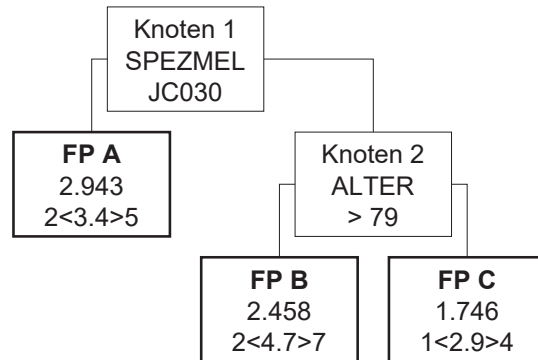 Knoten 1
SPEZMEL
JC030
FP A
2.943
2<3.4>5
Knoten 2
ALTER
> 79
FP B
2.458
2<4.7>7
FP C
1.746
1<2.9>4